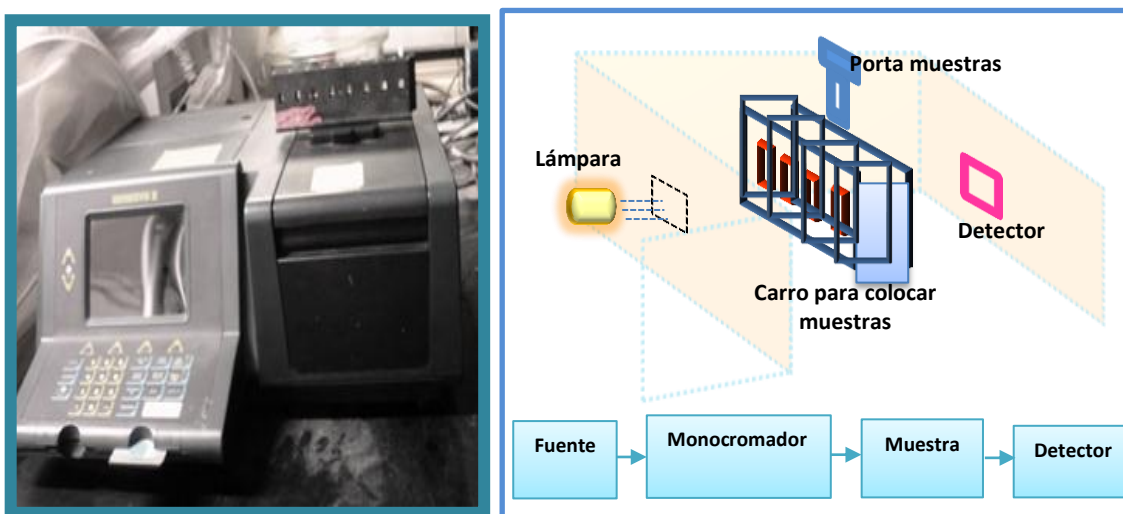 Porta muestras
Lámpara
Detector
Carro para colocar
muestras
Fuente
Monocromador
Muestra
Detector